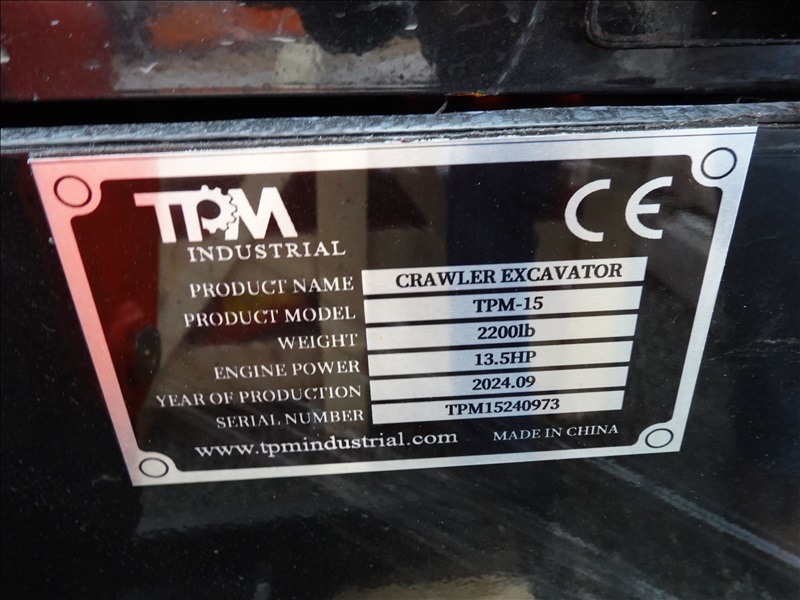 TPM
INDUSTRIAL
CE
PRODUCT NAME CRAWLER EXCAVATOR
PRODUCT MODEL TPM-15
WEIGHT 2200lb
ENGINE POWER 13.5HP
YEAR OF PRODUCTION 2024.09
SERIAL NUMBER TPM15240973
www.tpmindustrial.com MADE IN CHINA